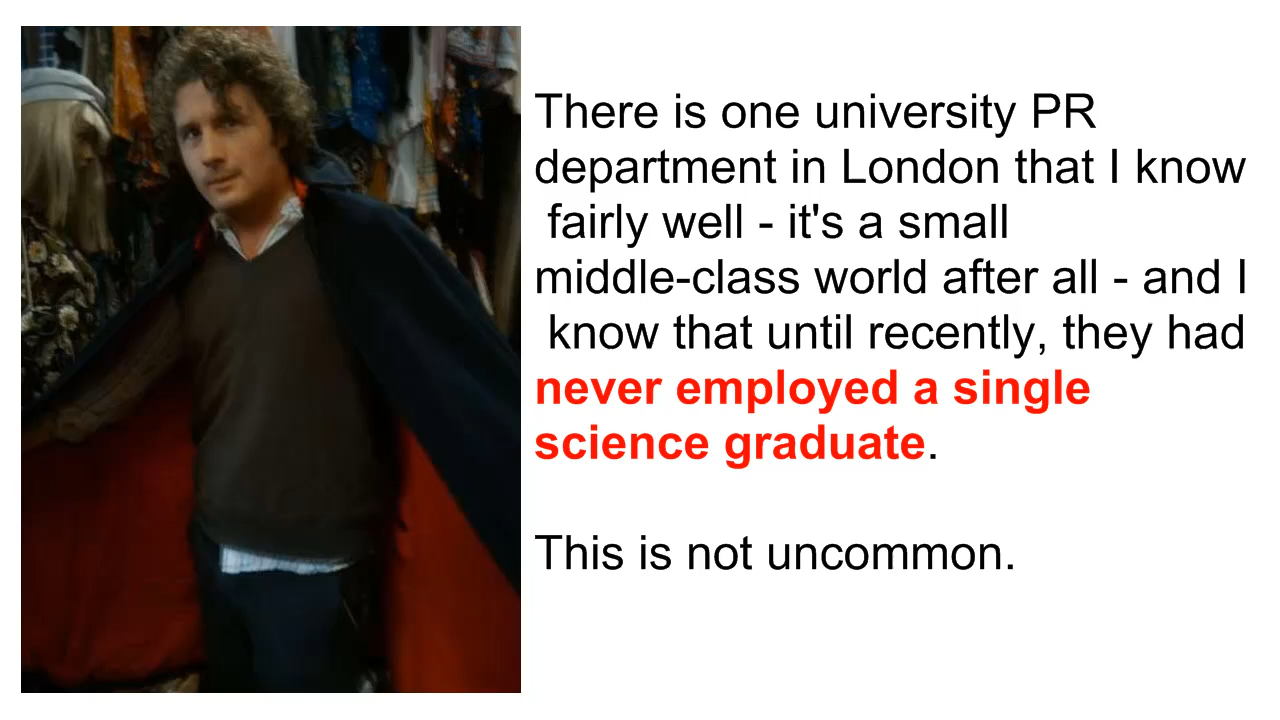 There is one university PR
department in London that I know
fairly well - it's a small
middle-class world after all - and I
know that until recently, they had
never employed a single
science graduate.
This is not uncommon.